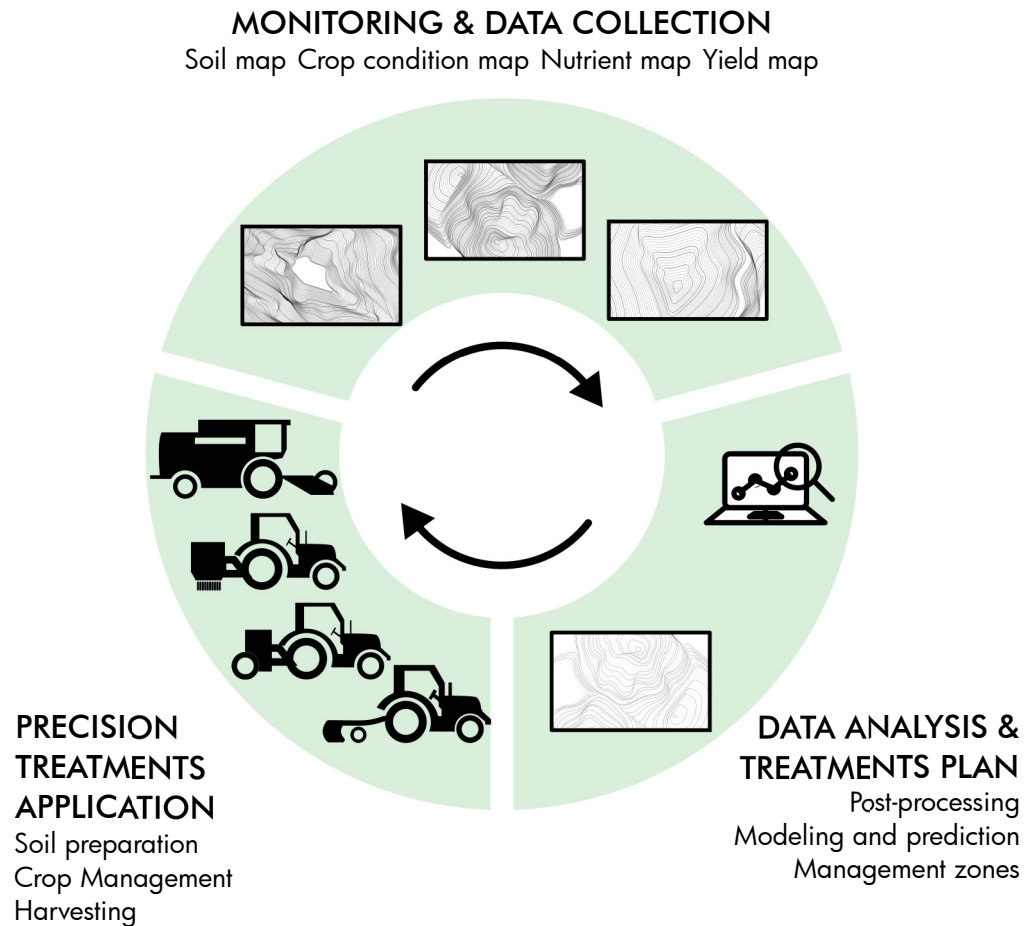 MONITORING & DATA COLLECTION
Soil map Crop condition map Nutrient map Yield map
PRECISION
TREATMENTS
APPLICATION
Soil preparation
Crop Management
Harvesting
DATA ANALYSIS &
TREATMENTS PLAN
Post-processing
Modeling and prediction
Management zones